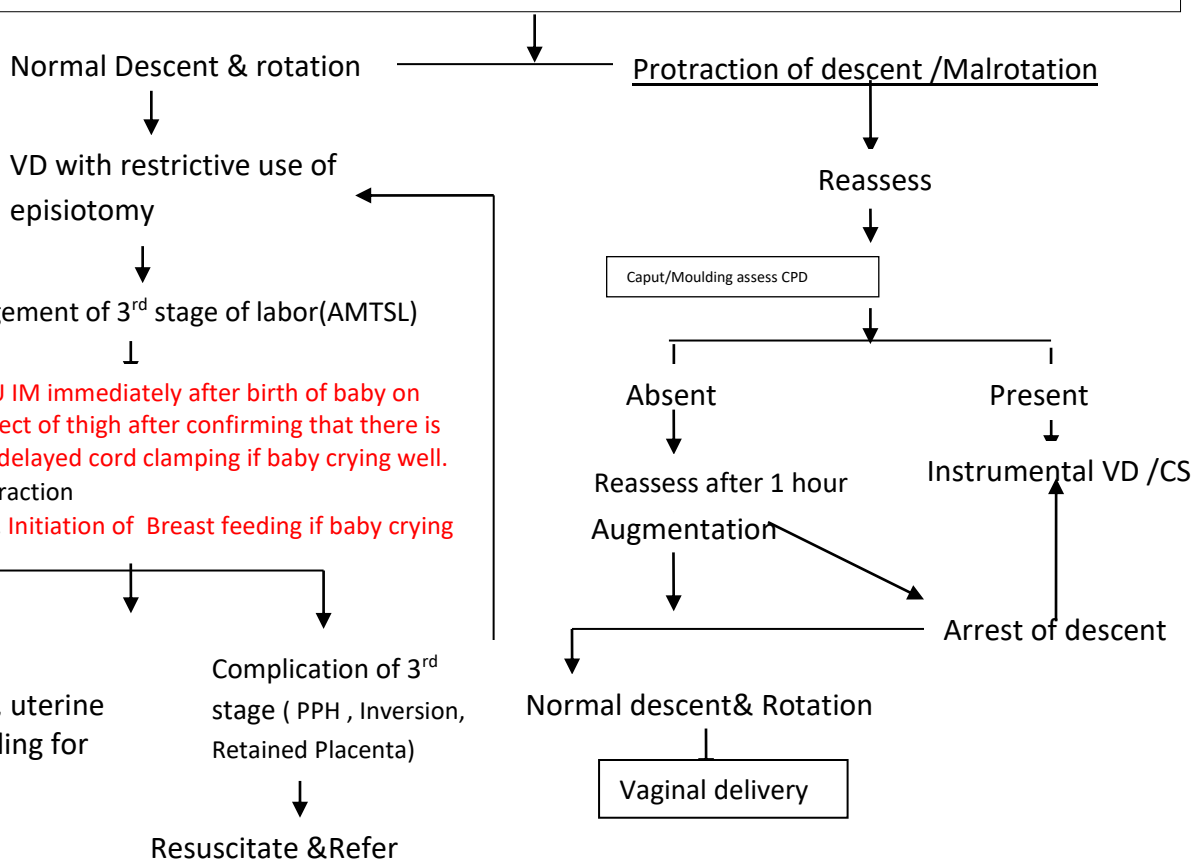 Normal Descent & rotation
Protraction of descent /Malrotation
VD with restrictive use of
episiotomy
Reassess
Caput/Moulding assess CPD
gement of 3rd stage of labor(AMTSL)
IM immediately after birth of baby on
ect of thigh after confirming that there is
delayed cord clamping if baby crying well.
raction
Initiation of Breast feeding if baby crying
Absent
Present
Reassess after 1 hour
Augmentation
Instrumental VD /CS
Arrest of descent
uterine
ling for
Complication of 3rd
stage ( PPH , Inversion,
Retained Placenta)
Normal descent& Rotation
Vaginal delivery
Resuscitate &Refer